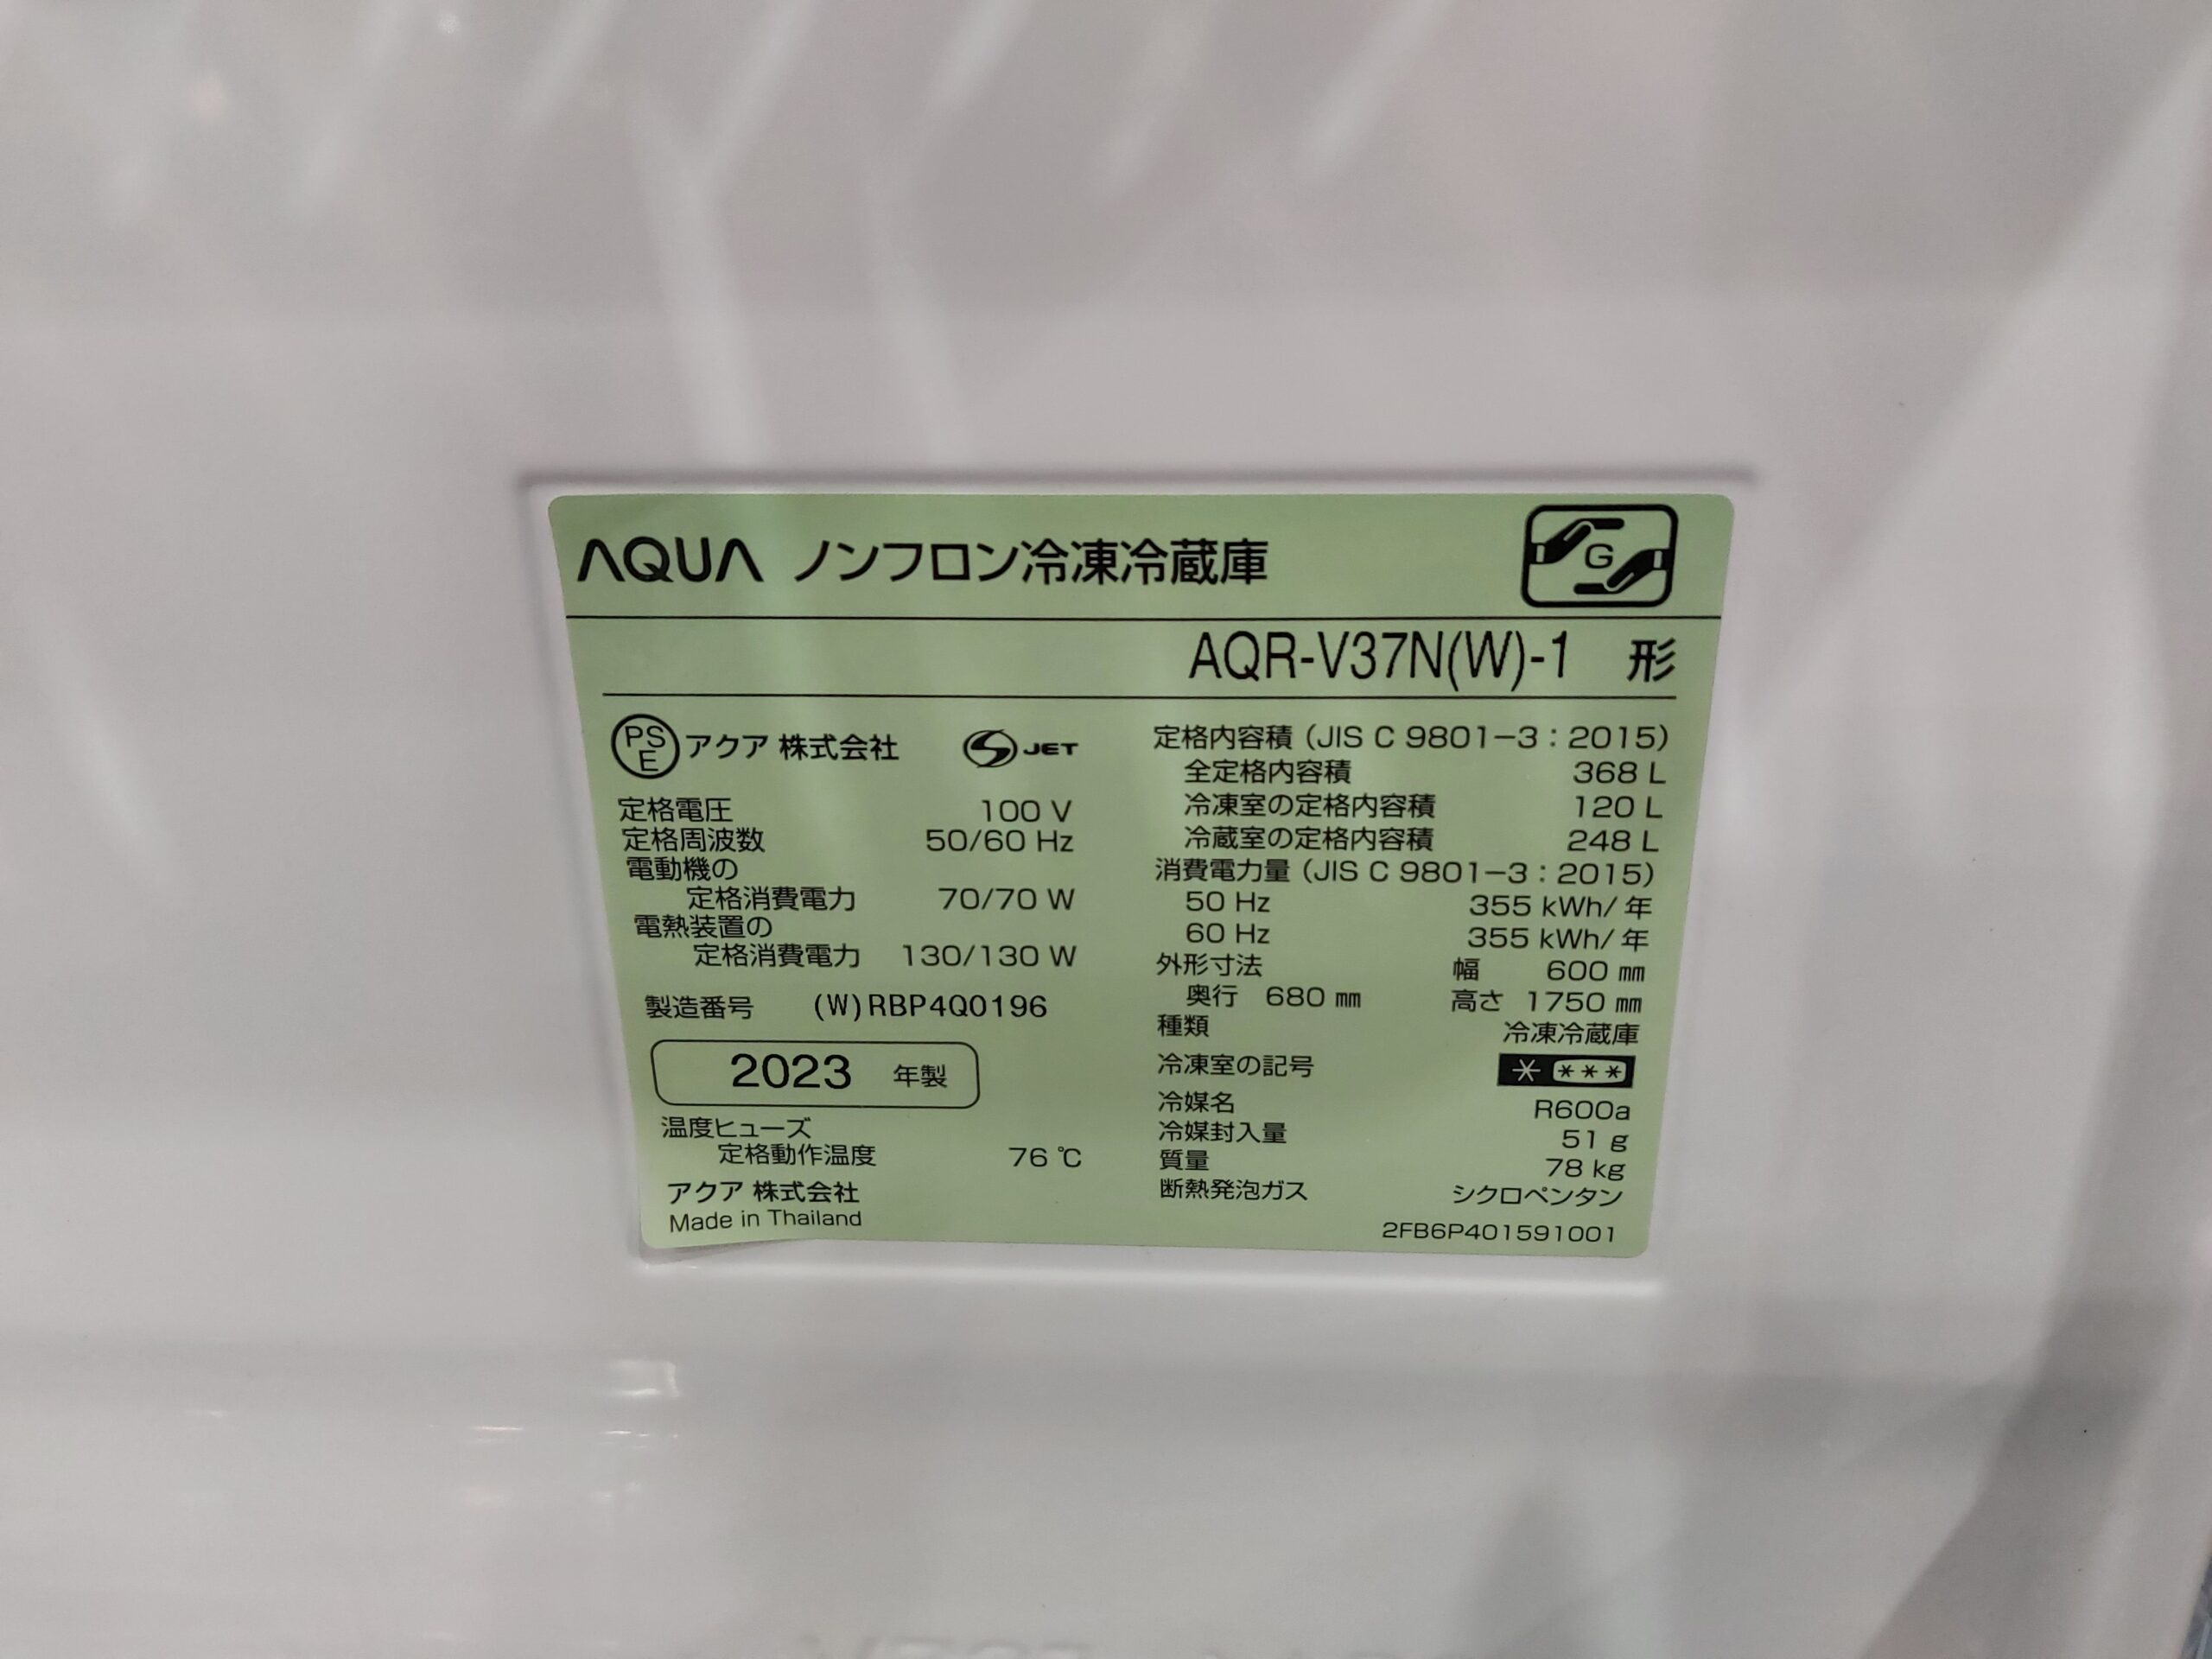 AQUA ノンフロン冷凍冷蔵庫
G
AQR-V37N(W)-1 形
PSE アクア 株式会社 S JET
定格電圧 100 V
定格周波数 50/60 Hz
電動機の
定格消費電力 70/70 W
電熱装置の
定格消費電力 130/130 W
製造番号 (W)RBP4Q0196
2023 年製
温度ヒューズ
定格動作温度 76 ℃
アクア 株式会社
Made in Thailand
定格内容積（JIS C 9801−3：2015）
全定格内容積 368 L
冷凍室の定格内容積 120 L
冷蔵室の定格内容積 248 L
消費電力量（JIS C 9801−3：2015）
50 Hz 355 kWh/年
60 Hz 355 kWh/年
外形寸法 幅 600 ㎜
奥行 680 ㎜ 高さ 1750 ㎜
種類 冷凍冷蔵庫
冷凍室の記号 * ***
冷媒名 R600a
冷媒封入量 51 g
質量 78 kg
断熱発泡ガス シクロペンタン
2FB6P401591001